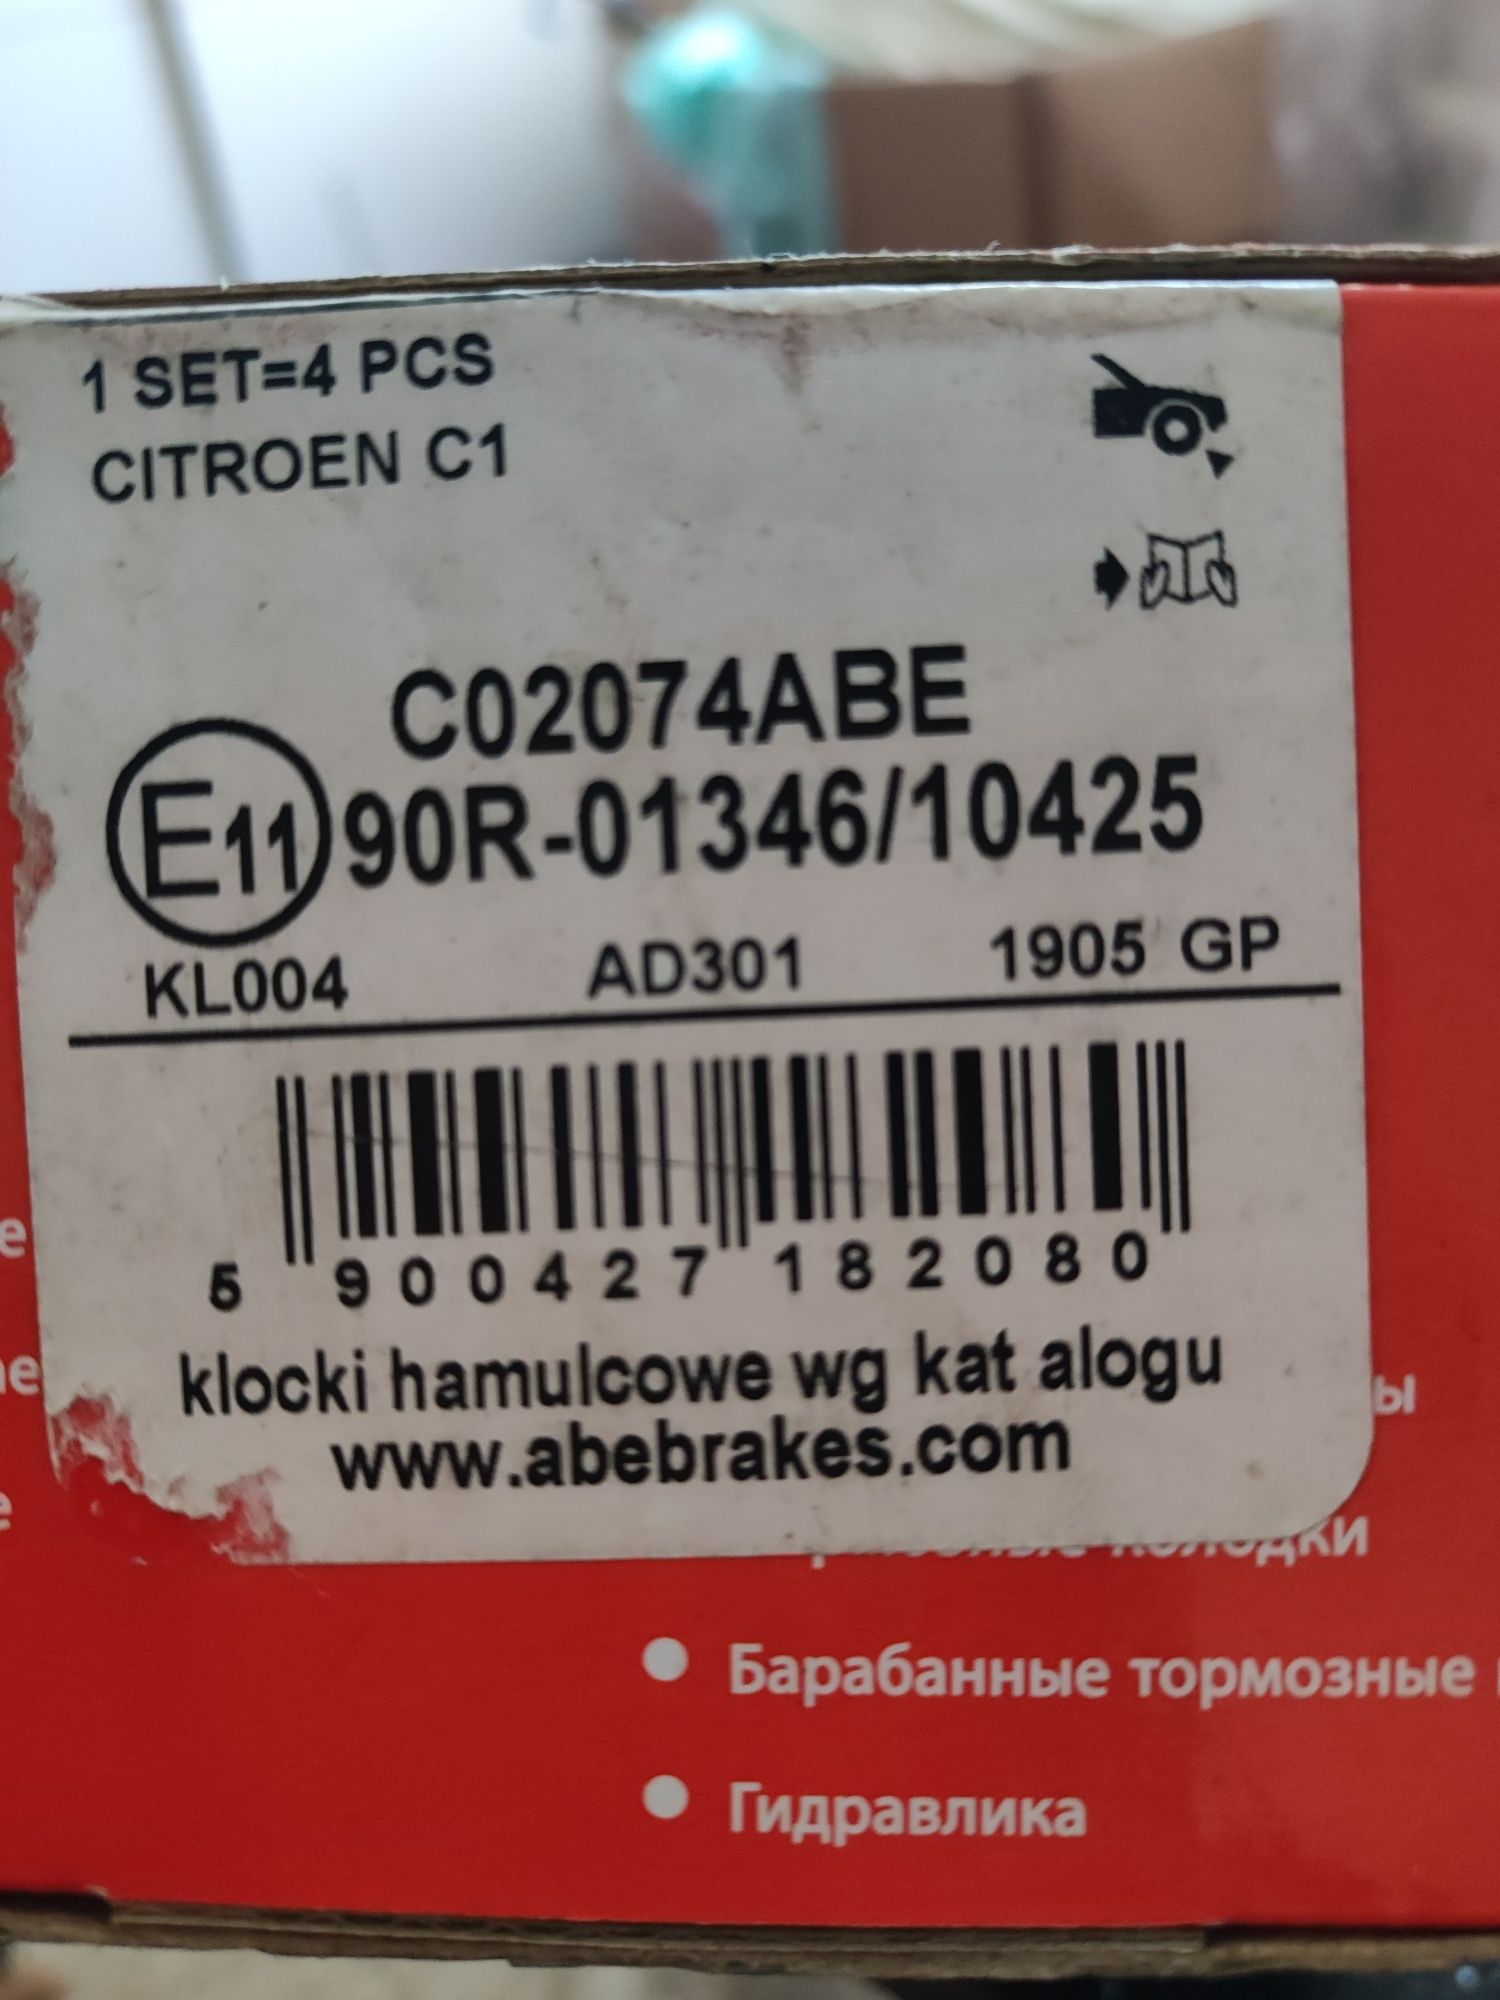 1 SET=4 PCS
CITROEN C1
C02074ABE
E11 90R-01346/10425
KL004 AD301 1905 GP
5 900427 182080
klocki hamulcowe wg kat alogu
www.abebrakes.com
• Барабанные тормозные
• Гидравлика